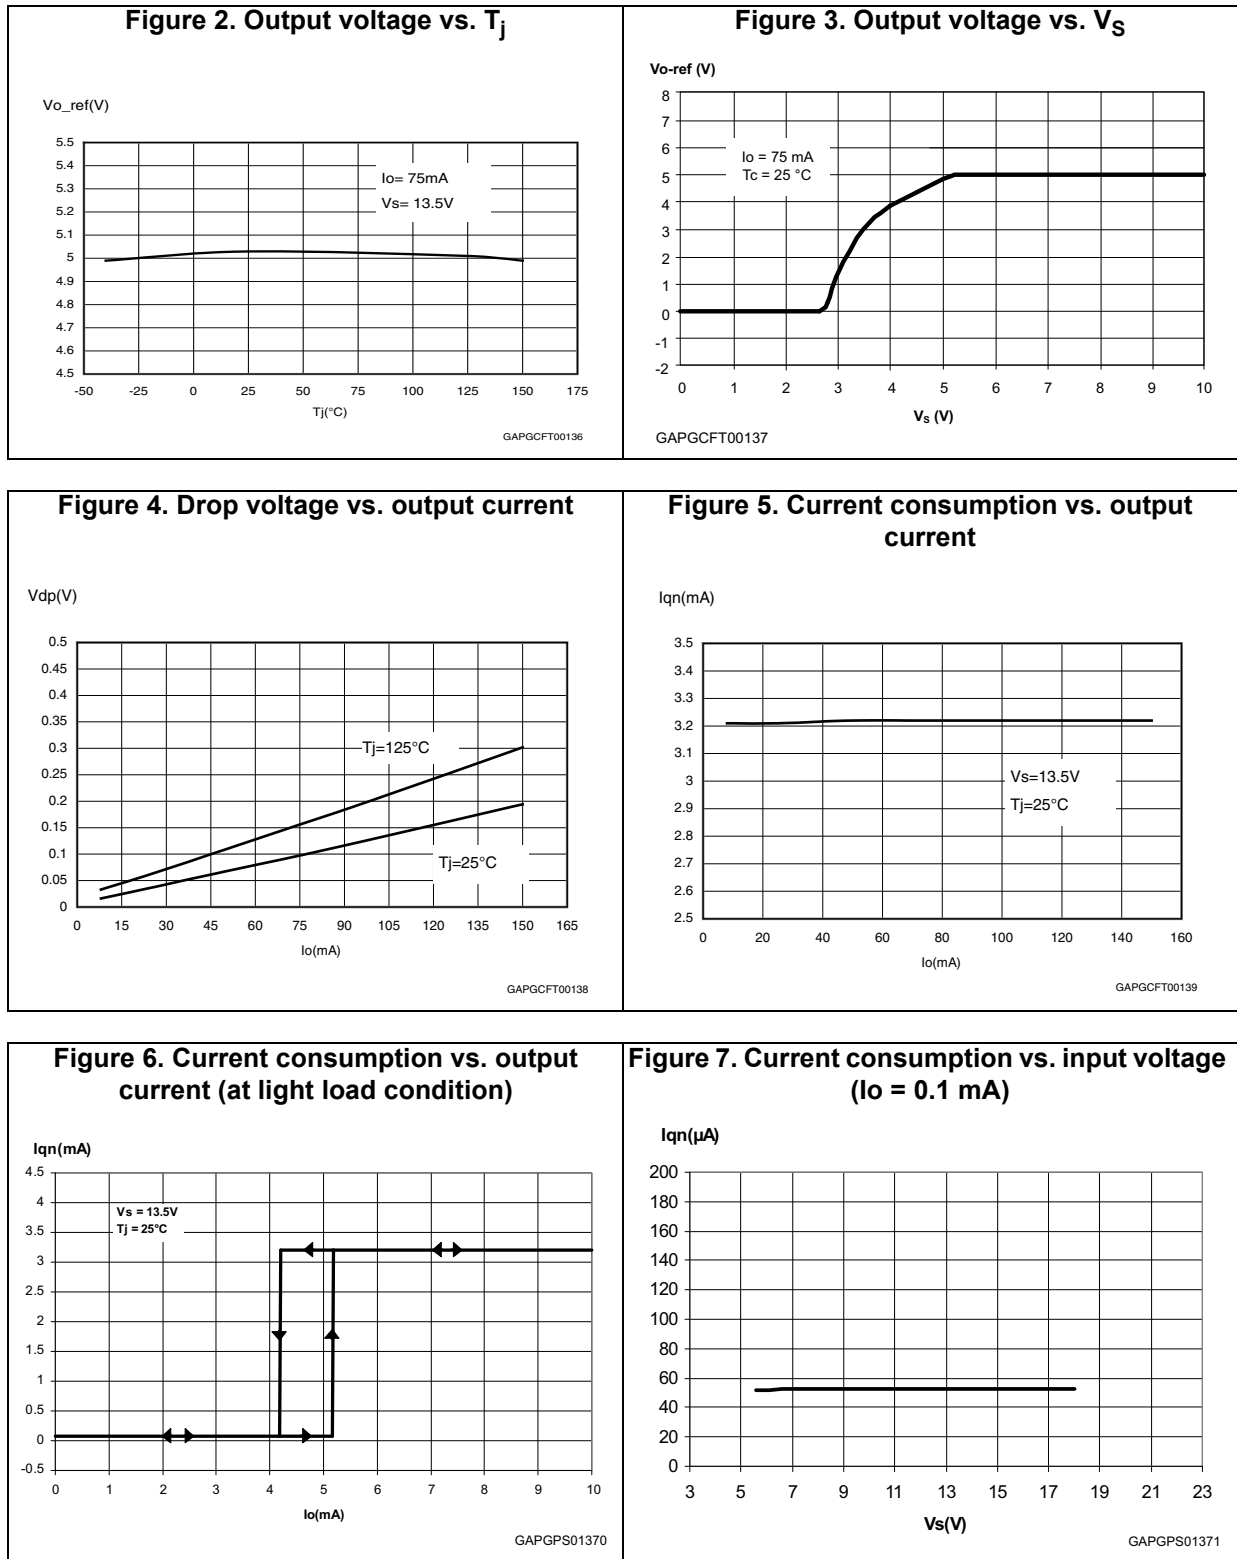 Figure 2. Output voltage vs. Tj
Vo_ref(V)
5.5
5.4
5.3
5.2
5.1
5
4.9
4.8
4.7
4.6
4.5
Io= 75mA
Vs= 13.5V
-50 -25 0 25 50 75 100 125 150 175
Tj(°C)
GAPGCFT00136
Figure 3. Output voltage vs. VS
Vo-ref (V)
8
7
6
5
4
3
2
1
0
-1
-2
Io = 75 mA
Tc = 25 °C
0 1 2 3 4 5 6 7 8 9 10
VS (V)
GAPGCFT00137
Figure 4. Drop voltage vs. output current
Vdp(V)
0.5
0.45
0.4
0.35
0.3
0.25
0.2
0.15
0.1
0.05
0
Tj=125°C
Tj=25°C
0 15 30 45 60 75 90 105 120 135 150 165
Io(mA)
GAPGCFT00138
Figure 5. Current consumption vs. output
current
Iqn(mA)
3.5
3.4
3.3
3.2
3.1
3
2.9
2.8
2.7
2.6
2.5
Vs=13.5V
Tj=25°C
0 20 40 60 80 100 120 140 160
Io(mA)
GAPGCFT00139
Figure 6. Current consumption vs. output
current (at light load condition)
Iqn(mA)
4.5
4
3.5
3
2.5
2
1.5
1
0.5
0
-0.5
Vs = 13.5V
Tj = 25°C
0 1 2 3 4 5 6 7 8 9 10
Io(mA)
GAPGPS01370
Figure 7. Current consumption vs. input voltage
(Io = 0.1 mA)
Iqn(µA)
200
180
160
140
120
100
80
60
40
20
0
3 5 7 9 11 13 15 17 19 21 23
Vs(V)
GAPGPS01371